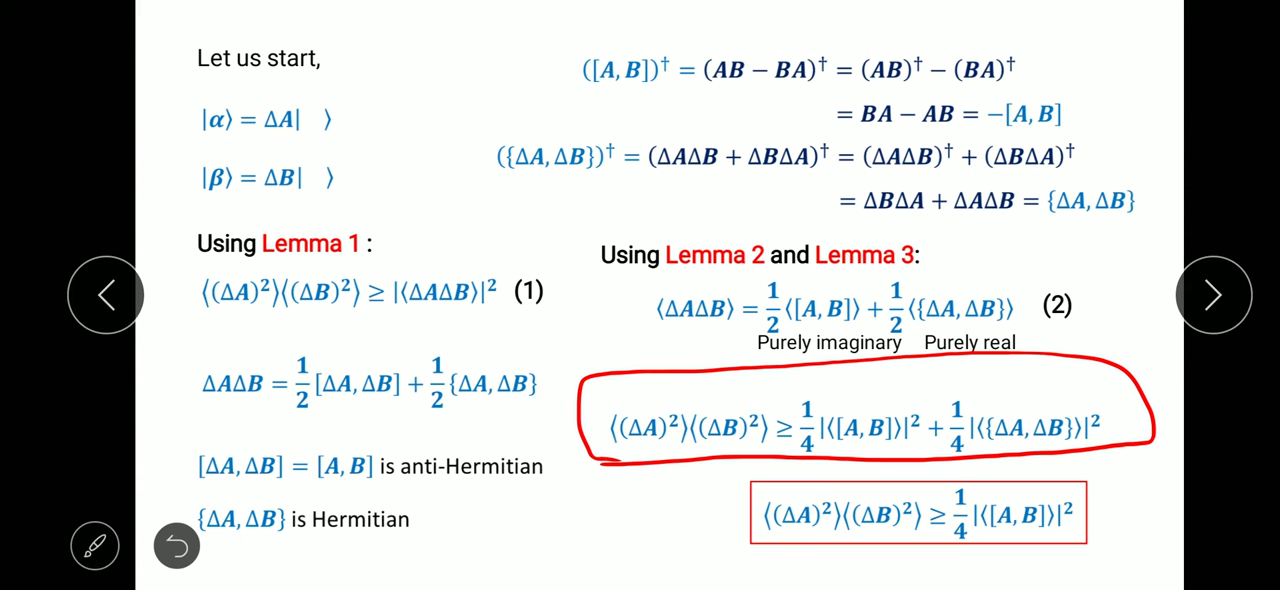 Let us start,
|α⟩ = ΔA| ⟩
|β⟩ = ΔB| ⟩
([A, B])† = (AB − BA)† = (AB)† − (BA)†
= BA − AB = −[A, B]
({ΔA, ΔB})† = (ΔAΔB + ΔBΔA)† = (ΔAΔB)† + (ΔBΔA)†
= ΔBΔA + ΔAΔB = {ΔA, ΔB}
Using Lemma 1 :
⟨(ΔA)²⟩⟨(ΔB)²⟩ ≥ |⟨ΔAΔB⟩|² (1)
ΔAΔB = 1/2 [ΔA, ΔB] + 1/2 {ΔA, ΔB}
[ΔA, ΔB] = [A, B] is anti-Hermitian
{ΔA, ΔB} is Hermitian
Using Lemma 2 and Lemma 3:
⟨ΔAΔB⟩ = 1/2 ⟨[A, B]⟩ + 1/2 ⟨{ΔA, ΔB}⟩ (2)
Purely imaginary Purely real
⟨(ΔA)²⟩⟨(ΔB)²⟩ ≥ 1/4 |⟨[A, B]⟩|² + 1/4 |⟨{ΔA, ΔB}⟩|²
⟨(ΔA)²⟩⟨(ΔB)²⟩ ≥ 1/4 |⟨[A, B]⟩|²